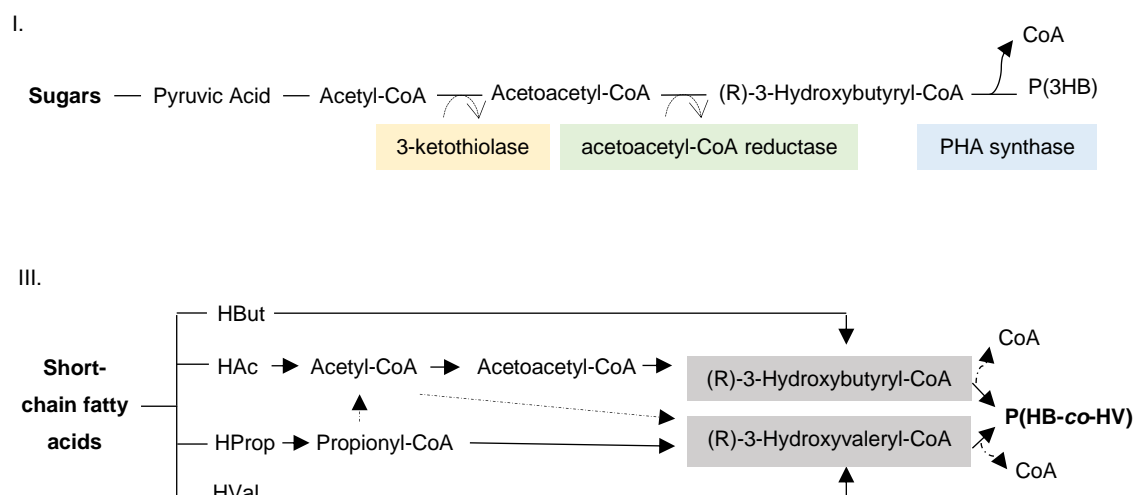 I.
CoA
Sugars Pyruvic Acid Acetyl-CoA Acetoacetyl-CoA (R)-3-Hydroxybutyryl-CoA P(3HB)
3-ketothiolase acetoacetyl-CoA reductase PHA synthase
III.
HBut
CoA
Short-
chain fatty
acids
HAc Acetyl-CoA Acetoacetyl-CoA (R)-3-Hydroxybutyryl-CoA
P(HB-co-HV)
HProp Propionyl-CoA (R)-3-Hydroxyvaleryl-CoA
CoA
HVal